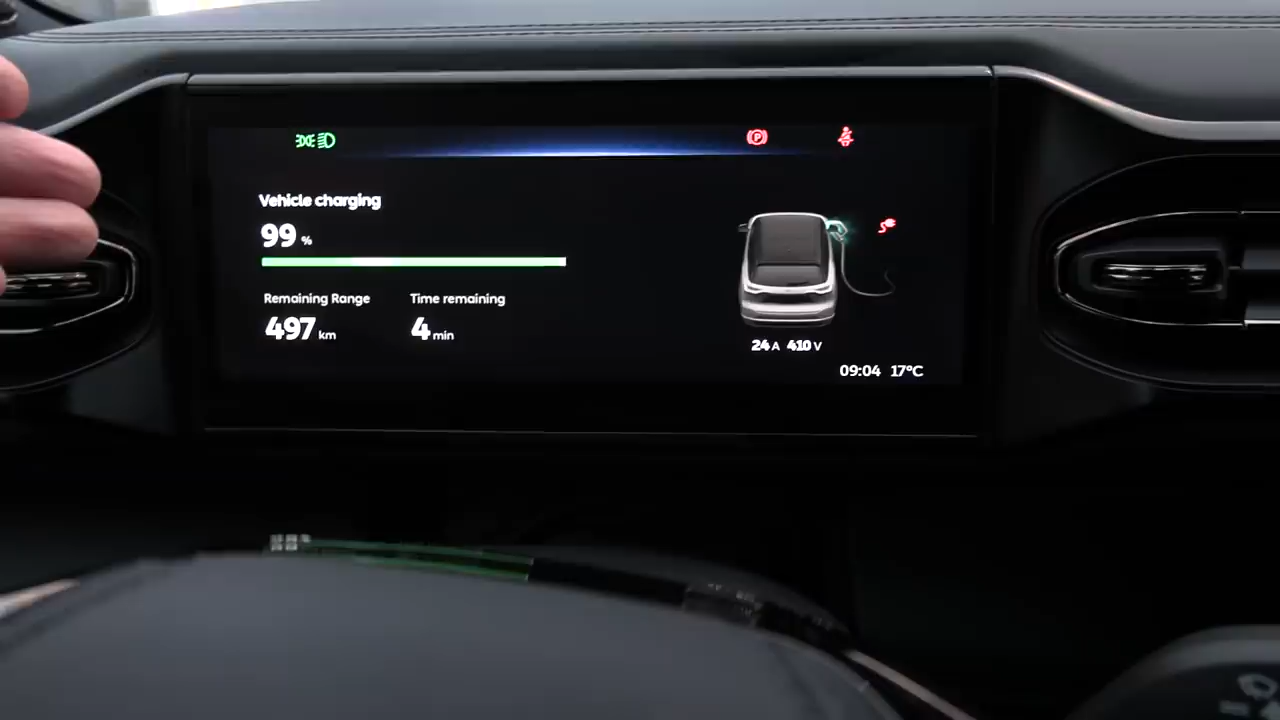 Vehicle charging
99 %
Remaining Range Time remaining
497 km 4 min
24 A 410 V
09:04 17°C